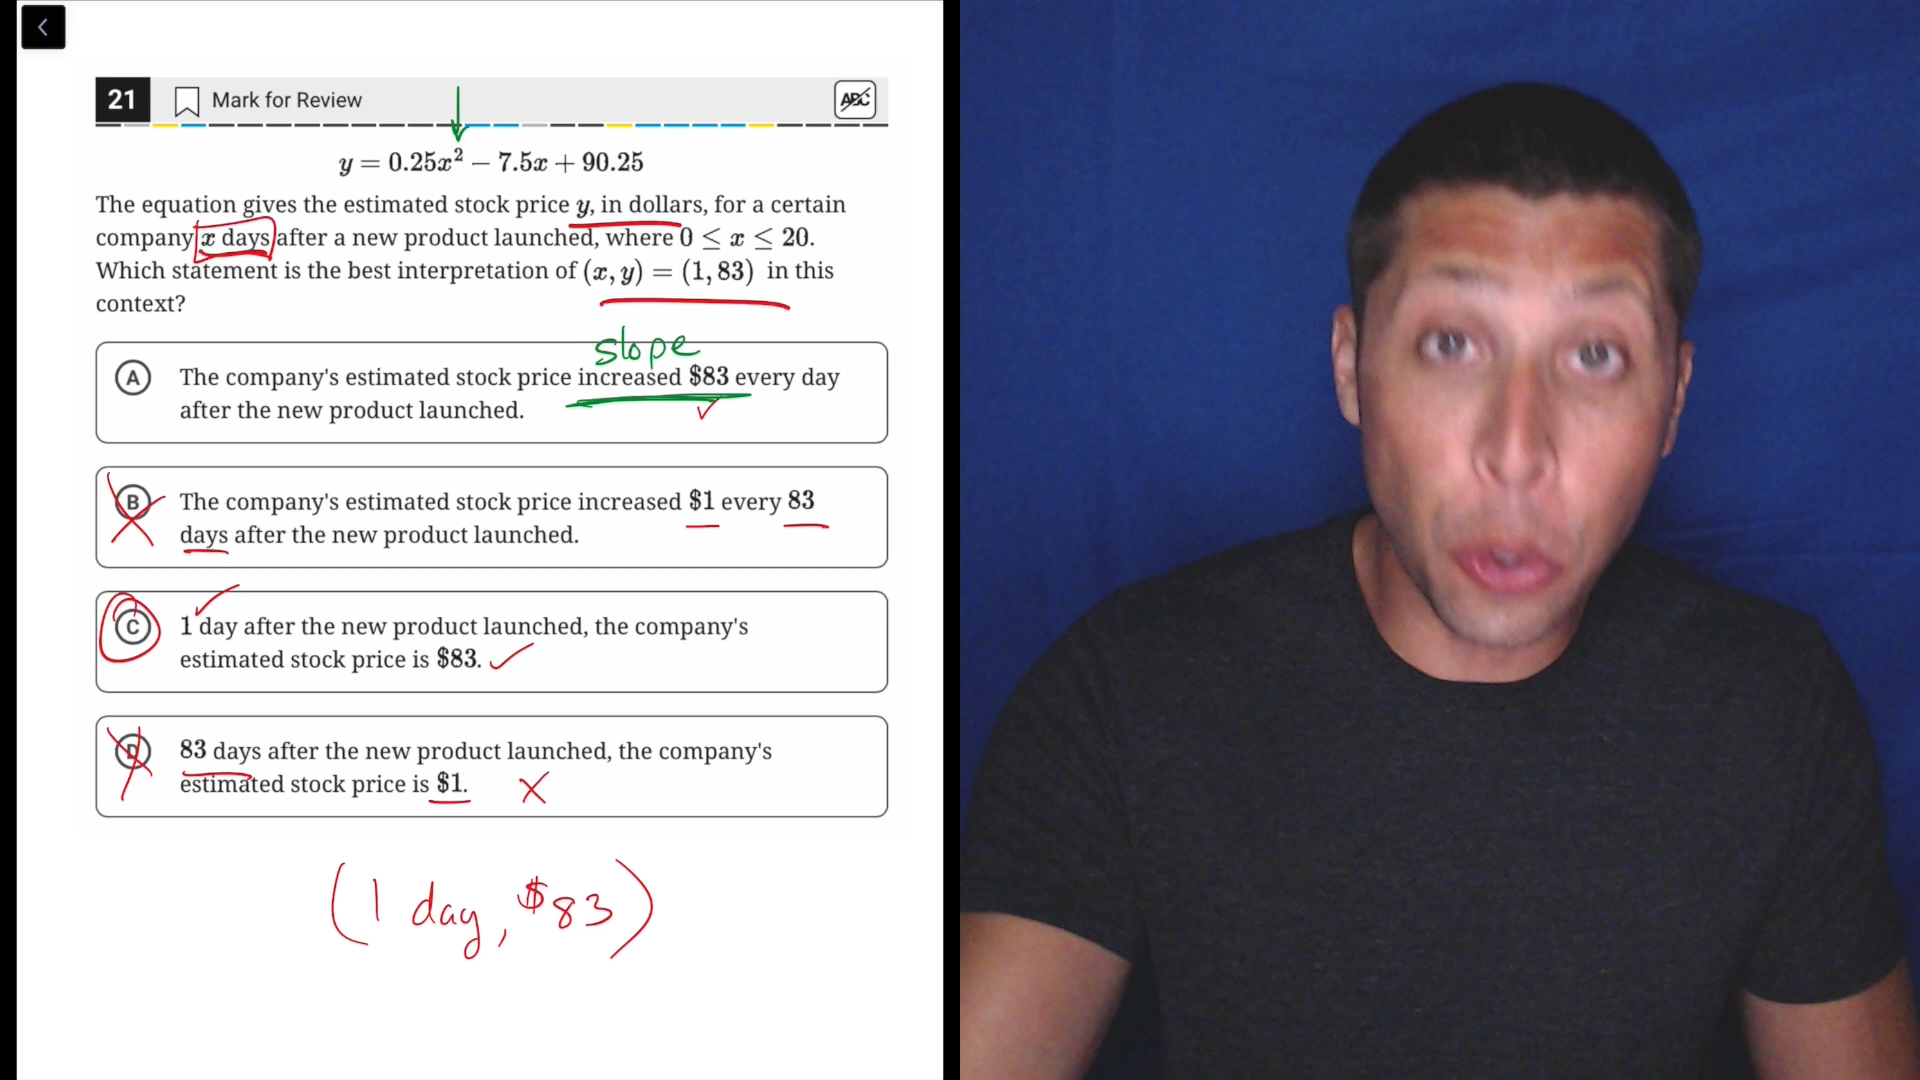 21 Mark for Review ABC
y = 0.25x² − 7.5x + 90.25
The equation gives the estimated stock price y, in dollars, for a certain
company x days after a new product launched, where 0 ≤ x ≤ 20.
Which statement is the best interpretation of (x, y) = (1, 83) in this
context?
slope
A The company's estimated stock price increased $83 every day
after the new product launched.
B The company's estimated stock price increased $1 every 83
days after the new product launched.
C 1 day after the new product launched, the company's
estimated stock price is $83.
D 83 days after the new product launched, the company's
estimated stock price is $1.
(1 day, $83)